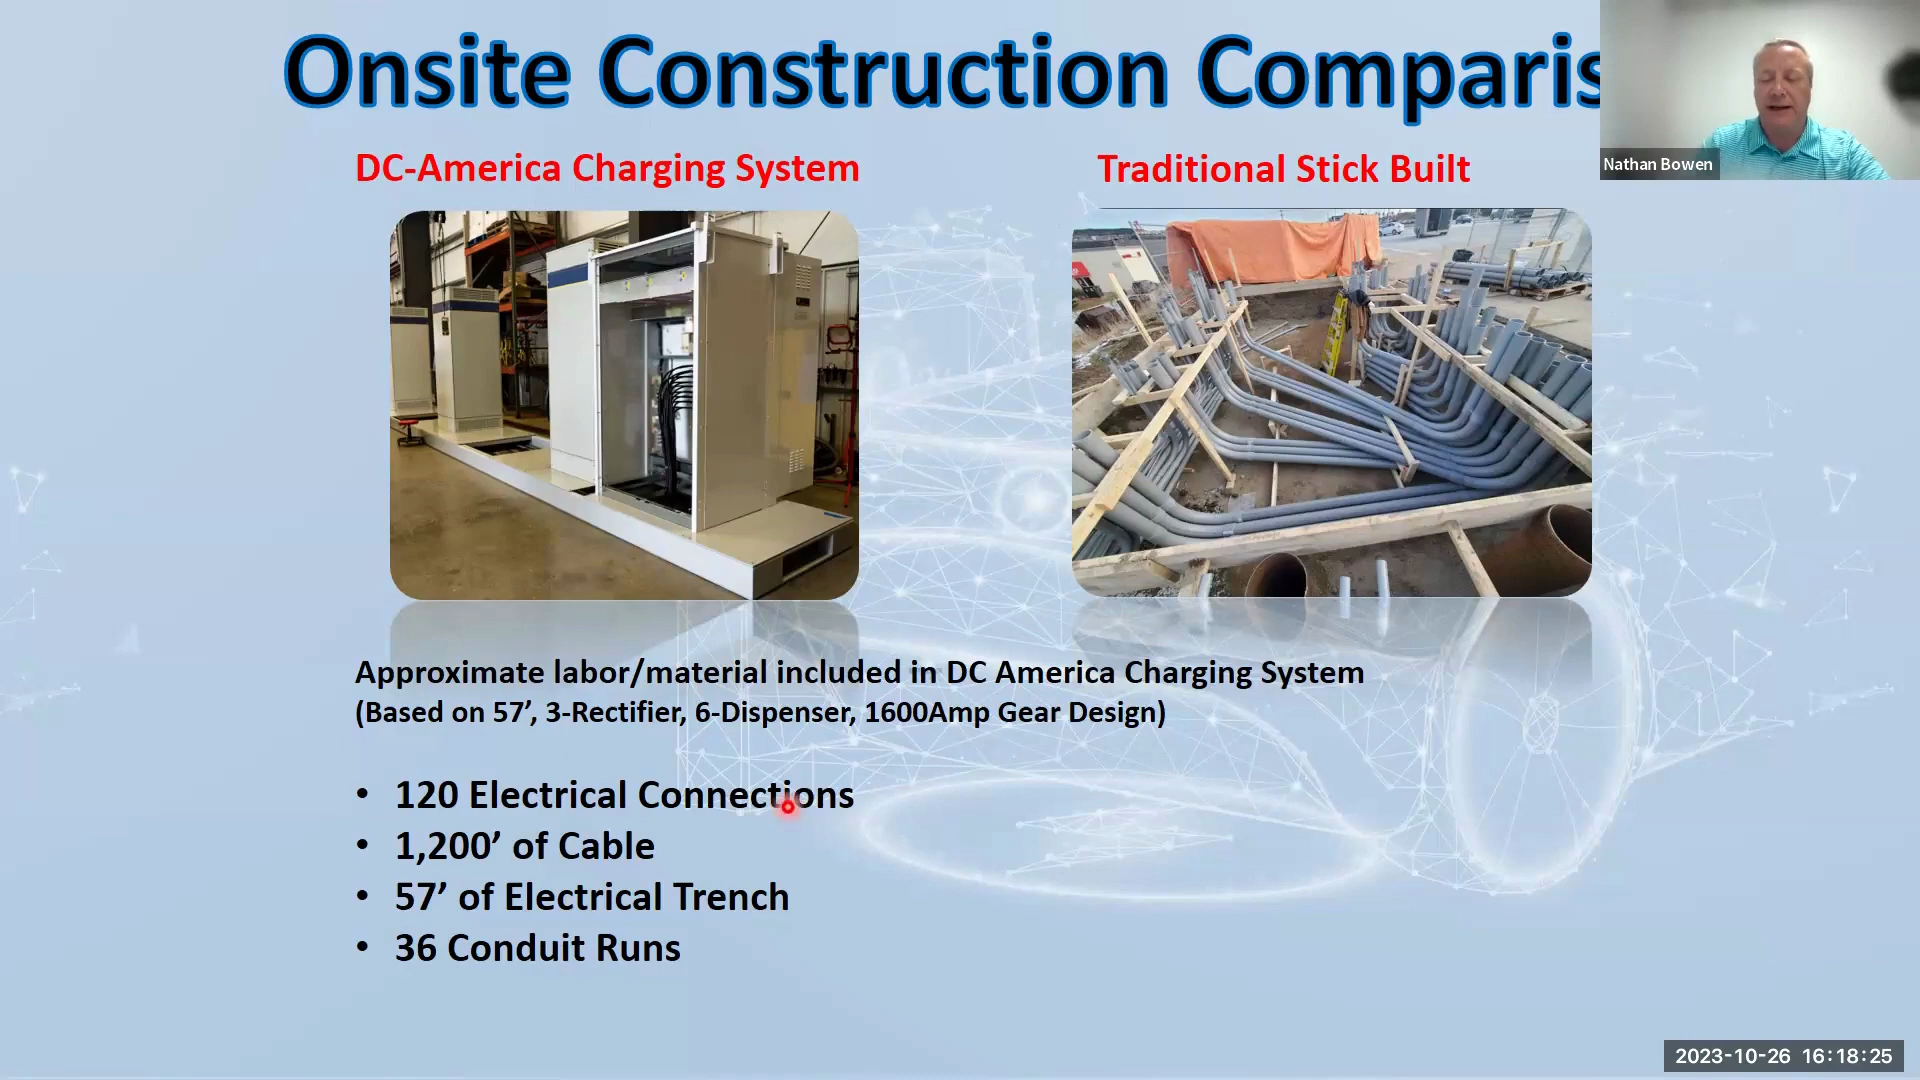 Onsite Construction Comparis
Nathan Bowen
DC-America Charging System
Traditional Stick Built
Approximate labor/material included in DC America Charging System
(Based on 57’, 3-Rectifier, 6-Dispenser, 1600Amp Gear Design)
• 120 Electrical Connections
• 1,200’ of Cable
• 57’ of Electrical Trench
• 36 Conduit Runs
2023-10-26 16:18:25